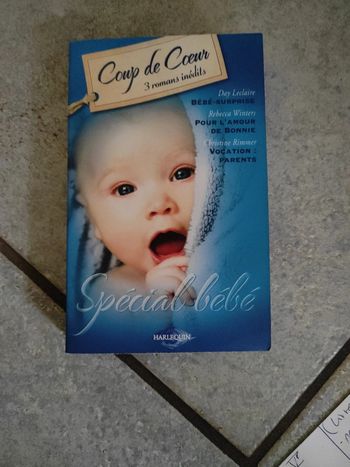 Coup de Cœur
3 romans inédits
Day Leclaire
BÉBÉ-SURPRISE
Rebecca Winters
POUR L'AMOUR
DE BONNIE
Christine Rimmer
VOCATION :
PARENTS
Spécial bébé
HARLEQUIN